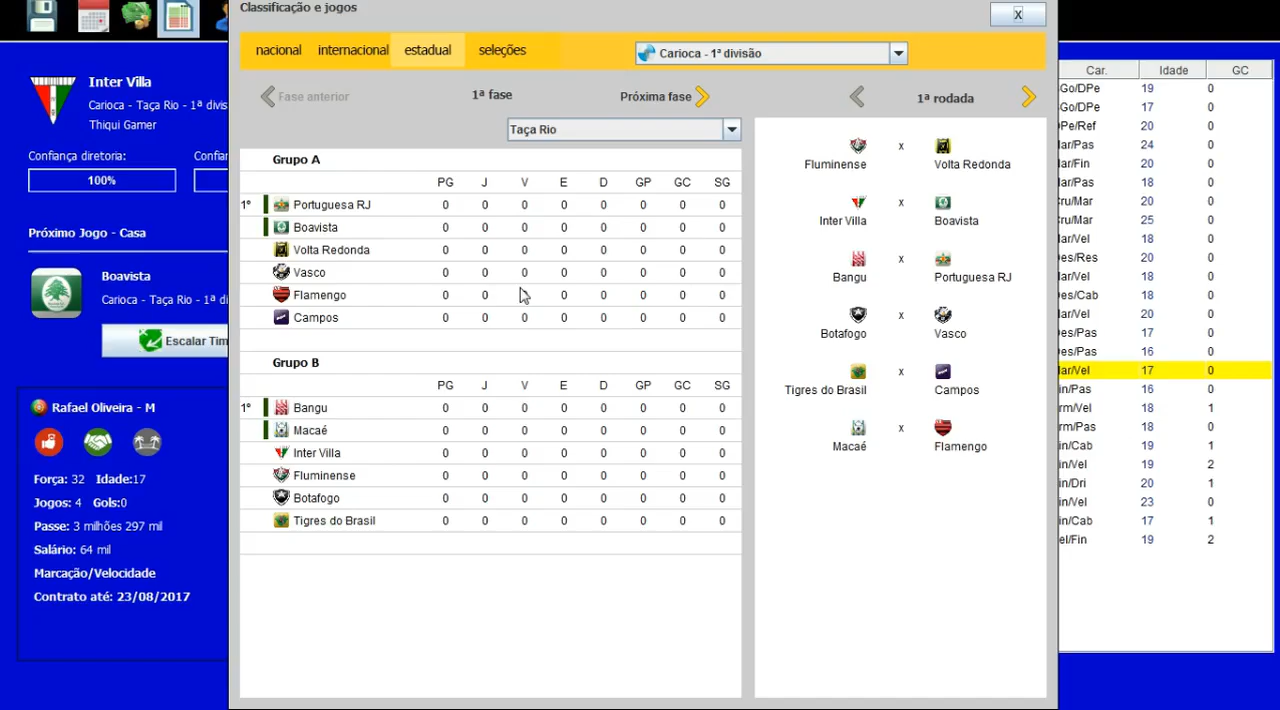 Classificação e jogos
X
nacional internacional estadual seleções
Carioca - 1ª divisão
Fase anterior 1ª fase Próxima fase
Taça Rio
Grupo A
PG J V E D GP GC SG
1º Portuguesa RJ 0 0 0 0 0 0 0 0
Boavista 0 0 0 0 0 0 0 0
Volta Redonda 0 0 0 0 0 0 0 0
Vasco 0 0 0 0 0 0 0 0
Flamengo 0 0 0 0 0 0 0 0
Campos 0 0 0 0 0 0 0 0
Grupo B
PG J V E D GP GC SG
1º Bangu 0 0 0 0 0 0 0 0
Macaé 0 0 0 0 0 0 0 0
Inter Villa 0 0 0 0 0 0 0 0
Fluminense 0 0 0 0 0 0 0 0
Botafogo 0 0 0 0 0 0 0 0
Tigres do Brasil 0 0 0 0 0 0 0 0
1ª rodada
Fluminense x Volta Redonda
Inter Villa x Boavista
Bangu x Portuguesa RJ
Botafogo x Vasco
Tigres do Brasil x Campos
Macaé x Flamengo
Inter Villa
Carioca - Taça Rio - 1ª divis
Thiqui Gamer
Confiança diretoria: Confian
100%
Próximo Jogo - Casa
Boavista
Carioca - Taça Rio - 1ª di
Escalar Tim
Rafael Oliveira - M
Força: 32 Idade:17
Jogos: 4 Gols:0
Passe: 3 milhões 297 mil
Salário: 64 mil
Marcação/Velocidade
Contrato até: 23/08/2017
Car. Idade GC
Go/DPe 19 0
Go/DPe 17 0
DPe/Ref 20 0
ar/Pas 24 0
ar/Fin 20 0
ar/Pas 18 0
ru/Mar 20 0
ru/Mar 25 0
ar/Vel 18 0
es/Res 20 0
ar/Vel 18 0
es/Cab 18 0
ar/Vel 20 0
es/Pas 17 0
es/Pas 16 0
ar/Vel 17 0
in/Pas 16 0
rm/Vel 18 1
rm/Pas 18 0
in/Cab 19 1
in/Vel 19 2
in/Dri 20 1
in/Vel 23 0
in/Cab 17 1
el/Fin 19 2